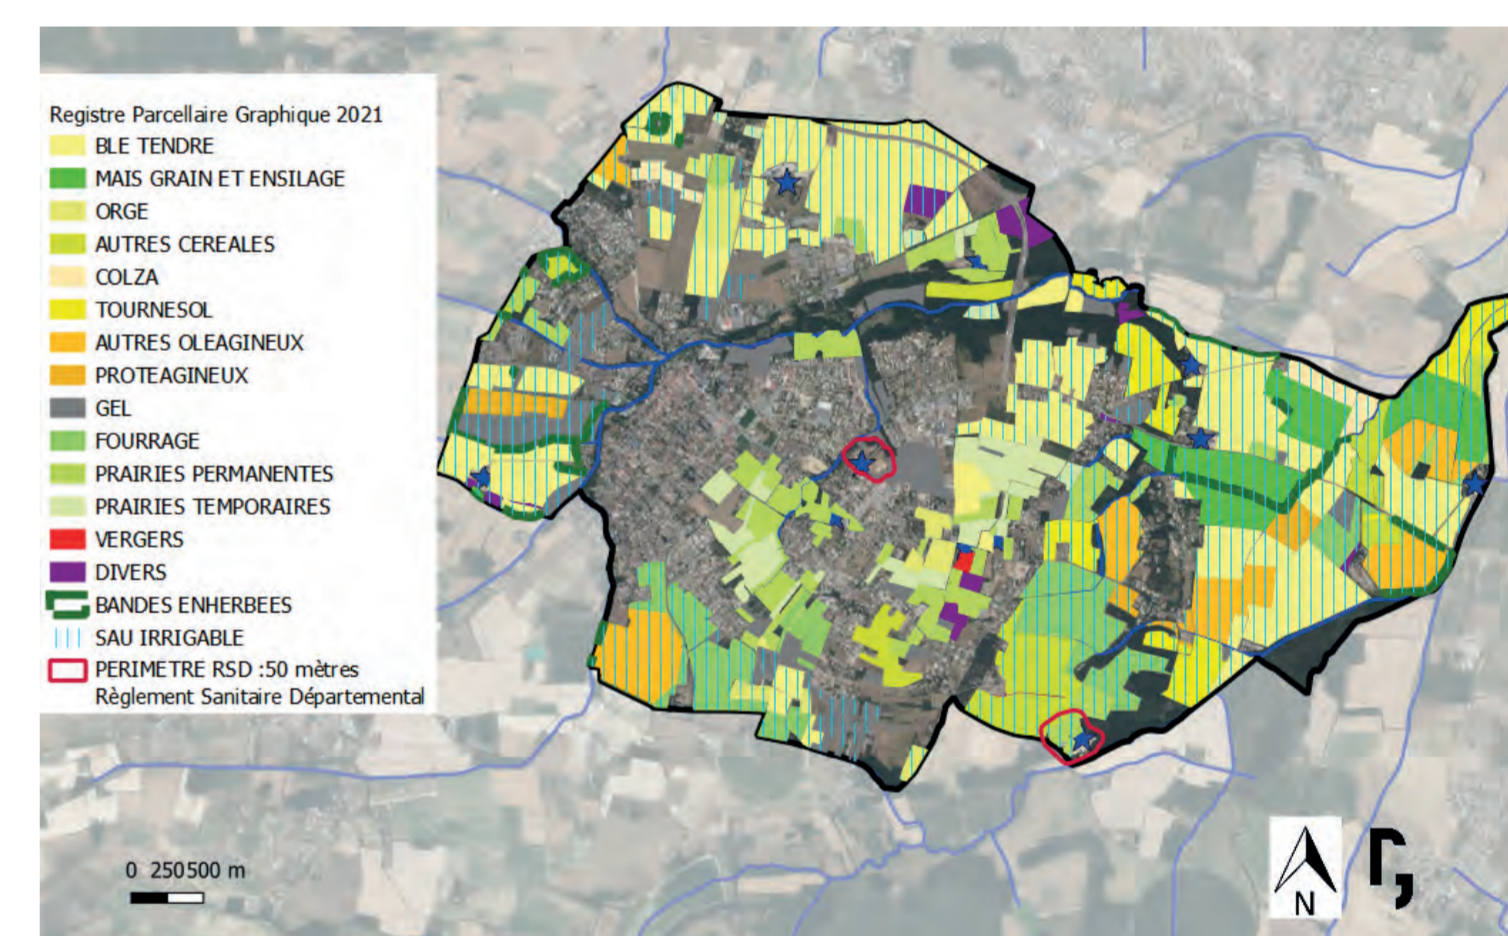 Registre Parcellaire Graphique 2021
BLE TENDRE
MAIS GRAIN ET ENSILAGE
ORGE
AUTRES CEREALES
COLZA
TOURNESOL
AUTRES OLEAGINEUX
PROTEAGINEUX
GEL
FOURRAGE
PRAIRIES PERMANENTES
PRAIRIES TEMPORAIRES
VERGERS
DIVERS
BANDES ENHERBEES
SAU IRRIGABLE
PERIMETRE RSD :50 mètres
Règlement Sanitaire Départemental
0 250500 m
N